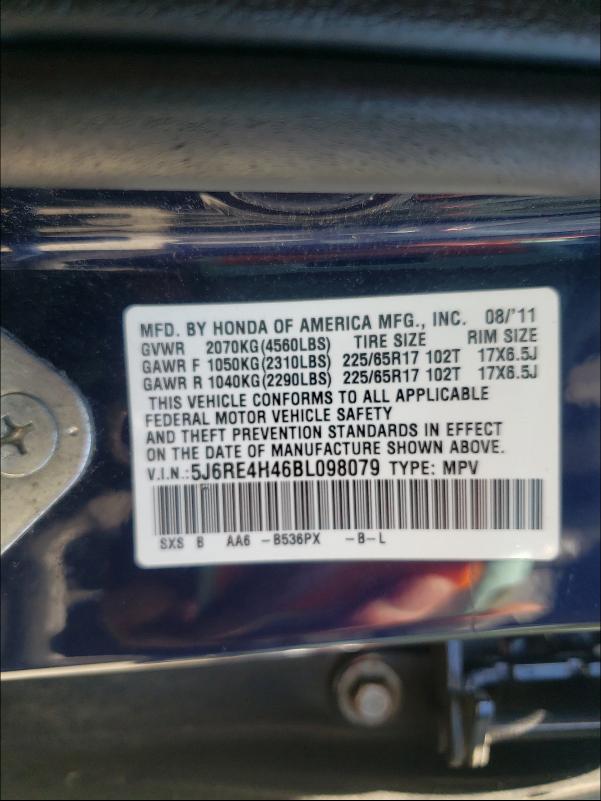 MFD. BY HONDA OF AMERICA MFG., INC. 08/'11
GVWR 2070KG(4560LBS) TIRE SIZE RIM SIZE
GAWR F 1050KG(2310LBS) 225/65R17 102T 17X6.5J
GAWR R 1040KG(2290LBS) 225/65R17 102T 17X6.5J
THIS VEHICLE CONFORMS TO ALL APPLICABLE
FEDERAL MOTOR VEHICLE SAFETY
AND THEFT PREVENTION STANDARDS IN EFFECT
ON THE DATE OF MANUFACTURE SHOWN ABOVE.
V.I.N.:5J6RE4H46BL098079 TYPE: MPV
SXS B AA6 -B536PX -B-L